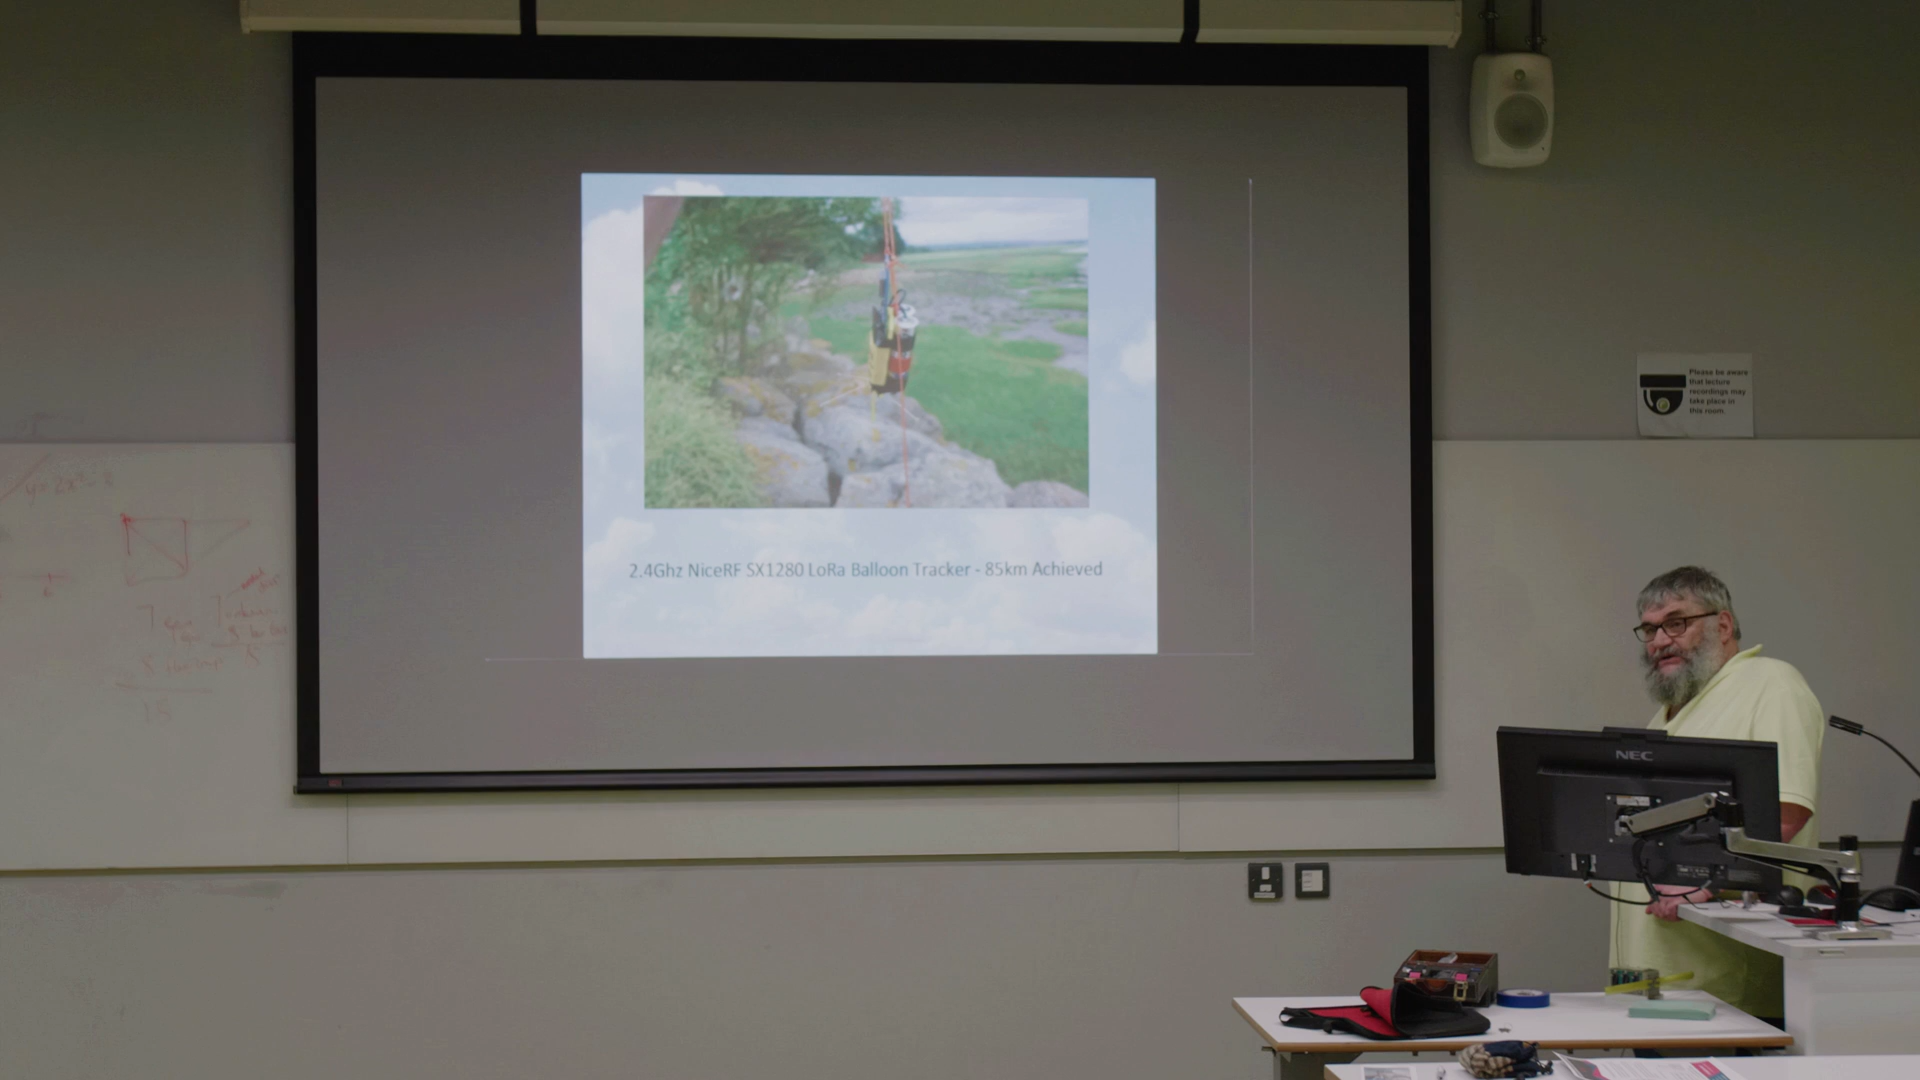 2.4Ghz NiceRF SX1280 LoRa Balloon Tracker - 85km Achieved
Please be aware
that lecture
recordings may
take place in
this room.
y=2x²-
NEC